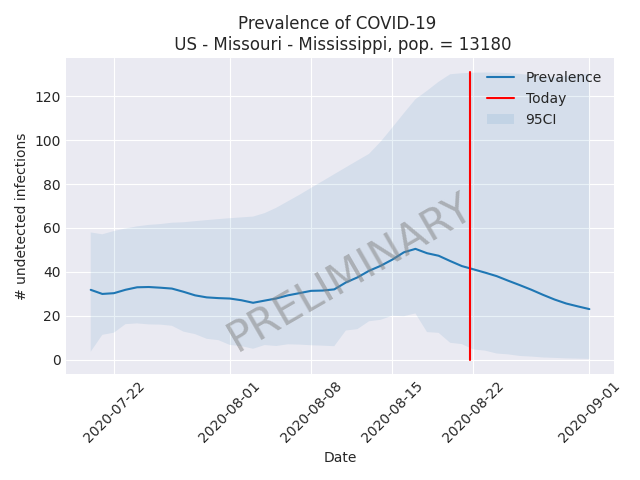 Prevalence of COVID-19
US - Missouri - Mississippi, pop. = 13180
# undetected infections
120
100
80
60
40
20
0
Prevalence
Today
95CI
PRELIMINARY
2020-07-22
2020-08-01
2020-08-08
2020-08-15
2020-08-22
2020-09-01
Date